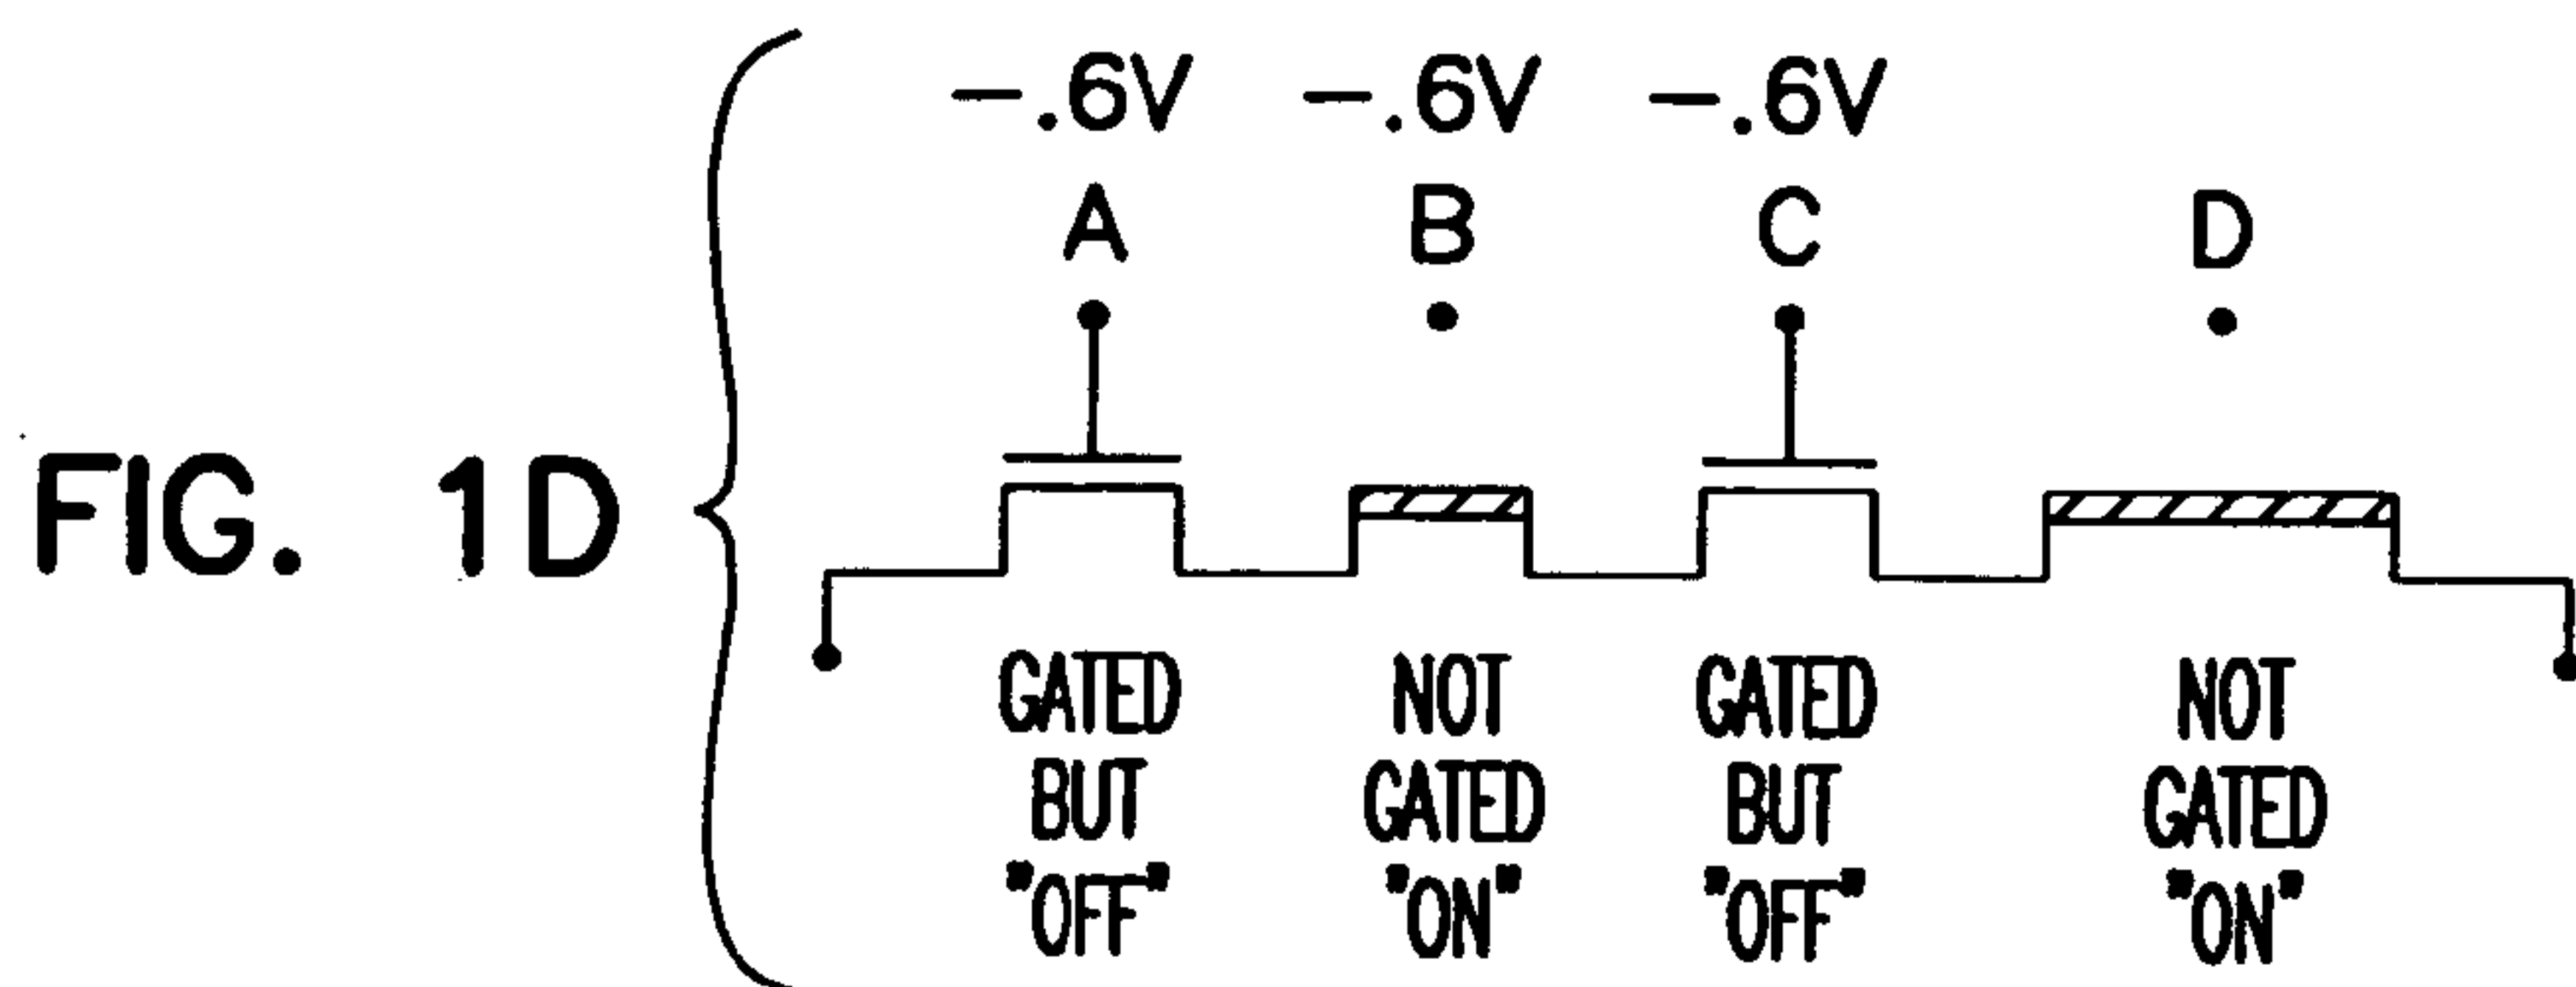 -.6V -.6V -.6V
A B C D
FIG. 1D
GATED NOT GATED NOT
BUT GATED BUT GATED
"OFF" "ON" "OFF" "ON"